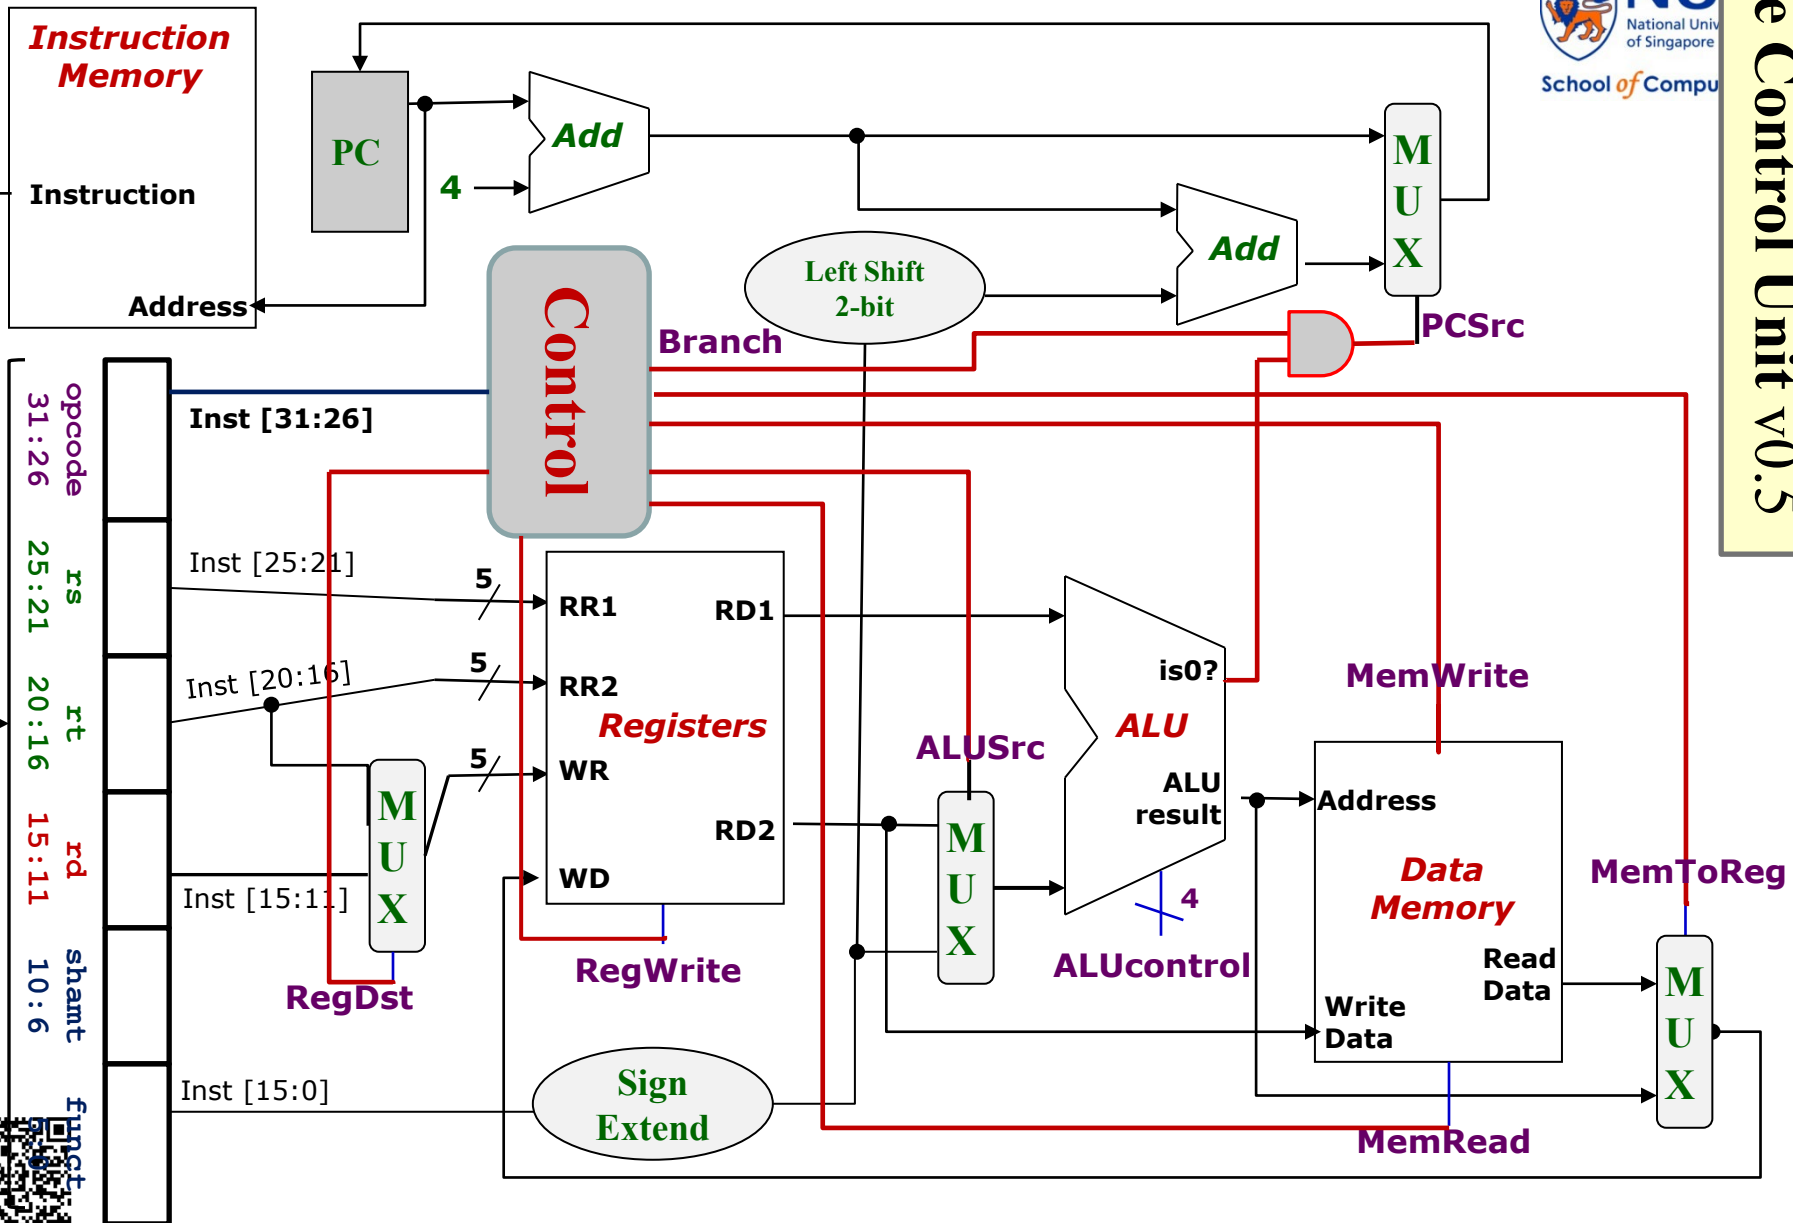 Instruction
Memory
Instruction
Address
PC
4
Add
Left Shift
2-bit
Add
M
U
X
PCSrc
National Univ
of Singapore
School of Compu
e Control Unit v0.5
Control
Branch
opcode
31:26
Inst [31:26]
rs
25:21
Inst [25:21]
5
rt
20:16
Inst [20:16]
5
rd
15:11
Inst [15:11]
5
shamt
10:6
funct
5:0
Inst [15:0]
M
U
X
RegDst
RR1
RR2
WR
WD
Registers
RD1
RD2
RegWrite
Sign
Extend
ALUSrc
M
U
X
is0?
ALU
ALU
result
4
ALUcontrol
MemWrite
Address
Data
Memory
Read
Data
Write
Data
MemRead
MemToReg
M
U
X